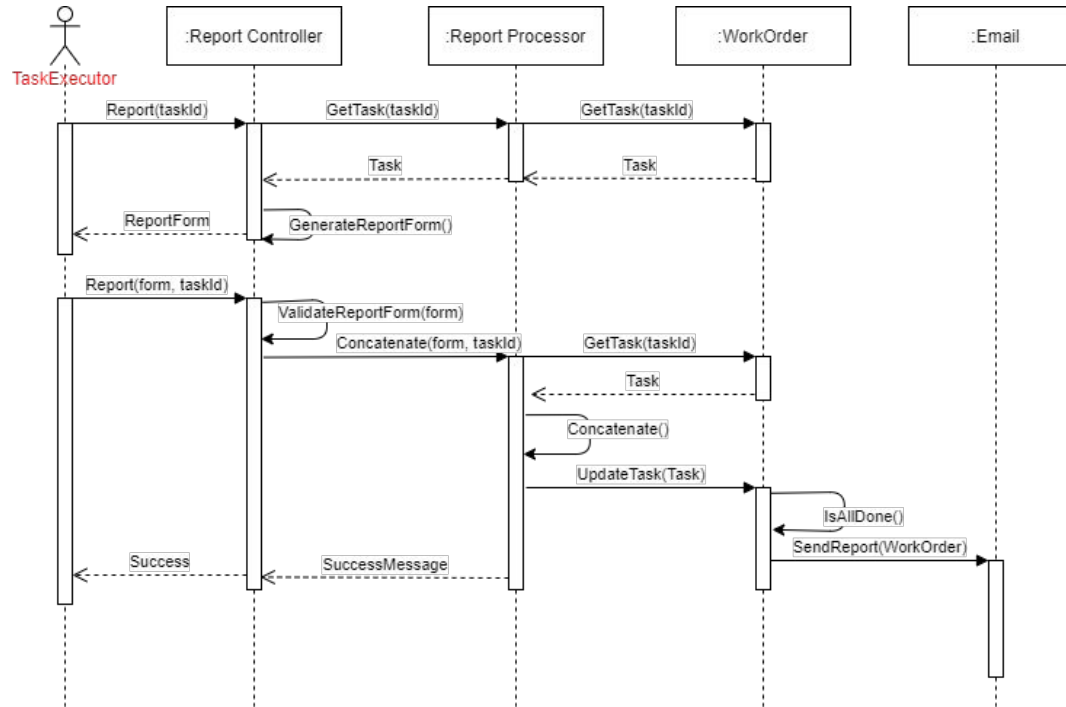 :Report Controller
:Report Processor
:WorkOrder
:Email
TaskExecutor
Report(taskId)
GetTask(taskId)
GetTask(taskId)
Task
Task
ReportForm
GenerateReportForm()
Report(form, taskId)
ValidateReportForm(form)
Concatenate(form, taskId)
GetTask(taskId)
Task
Concatenate()
UpdateTask(Task)
IsAllDone()
SendReport(WorkOrder)
Success
SuccessMessage